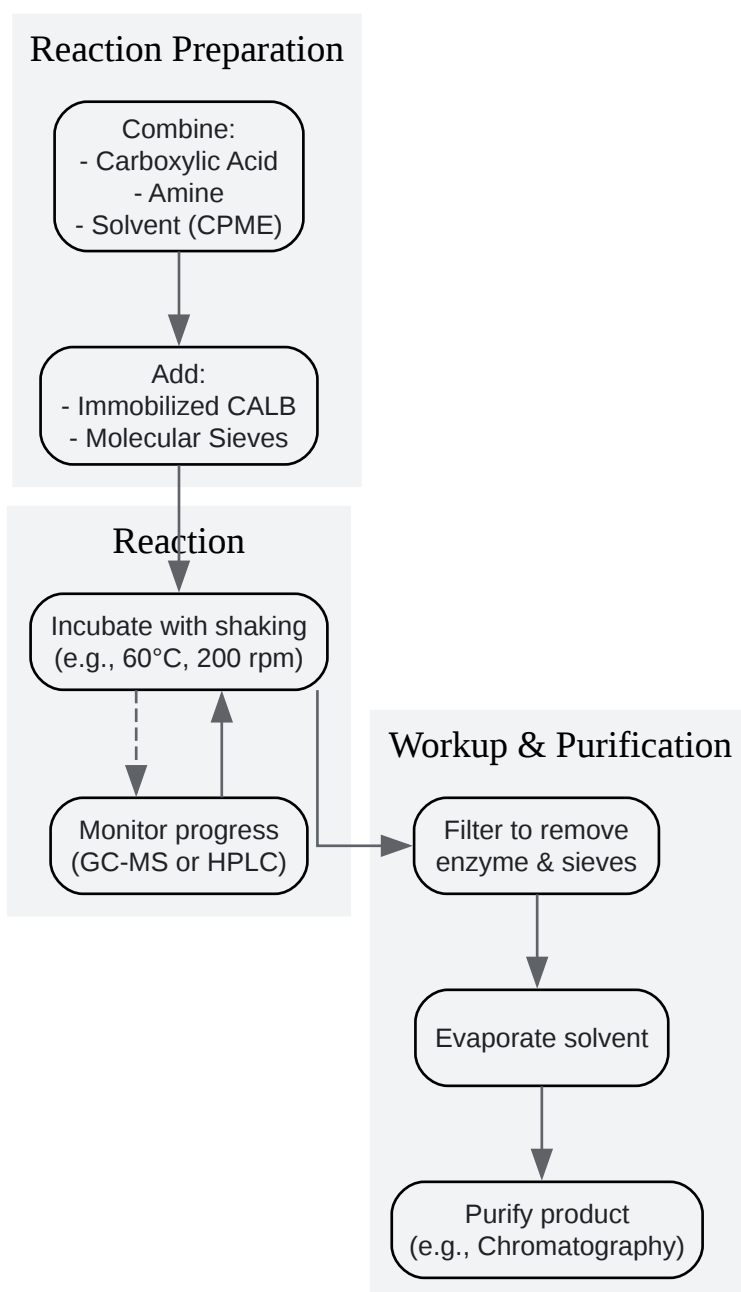 Reaction Preparation
Combine:
- Carboxylic Acid
- Amine
- Solvent (CPME)
Add:
- Immobilized CALB
- Molecular Sieves
Reaction
Incubate with shaking
(e.g., 60°C, 200 rpm)
Monitor progress
(GC-MS or HPLC)
Workup & Purification
Filter to remove
enzyme & sieves
Evaporate solvent
Purify product
(e.g., Chromatography)